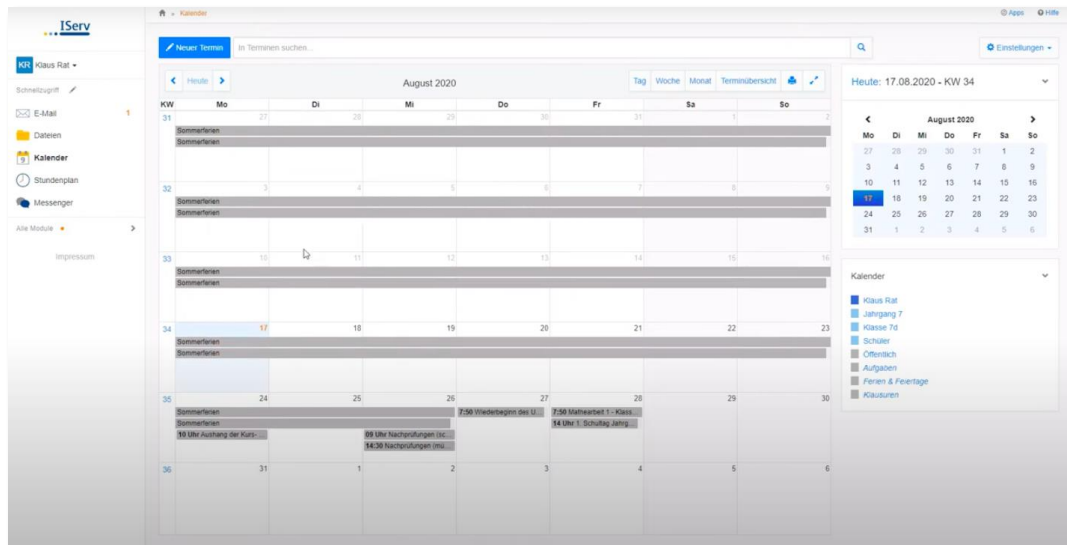 IServ
Kalender
Apps Hilfe
KR Klaus Rat
Schnellzugriff
E-Mail 1
Dateien
Kalender
Stundenplan
Messenger
Alle Module
Impressum
Neuer Termin In Terminen suchen... Einstellungen
Heute August 2020 Tag Woche Monat Terminübersicht
KW Mo Di Mi Do Fr Sa So
31 27 28 29 30 31 1 2
Sommerferien
Sommerferien
32 3 4 5 6 7 8 9
Sommerferien
Sommerferien
33 10 11 12 13 14 15 16
Sommerferien
Sommerferien
34 17 18 19 20 21 22 23
Sommerferien
Sommerferien
35 24 25 26 27 28 29 30
Sommerferien 7:50 Wiederbeginn des U... 7:50 Mathearbeit 1 - Klass...
Sommerferien 14 Uhr 1. Schultag Jahrg...
10 Uhr Aushang der Kurs-... 09 Uhr Nachprüfungen (sc...
14:30 Nachprüfungen (mü...
36 31 1 2 3 4 5 6
Heute: 17.08.2020 - KW 34
August 2020
Mo Di Mi Do Fr Sa So
27 28 29 30 31 1 2
3 4 5 6 7 8 9
10 11 12 13 14 15 16
17 18 19 20 21 22 23
24 25 26 27 28 29 30
31 1 2 3 4 5 6
Kalender
Klaus Rat
Jahrgang 7
Klasse 7d
Schüler
Öffentlich
Aufgaben
Ferien & Feiertage
Klausuren